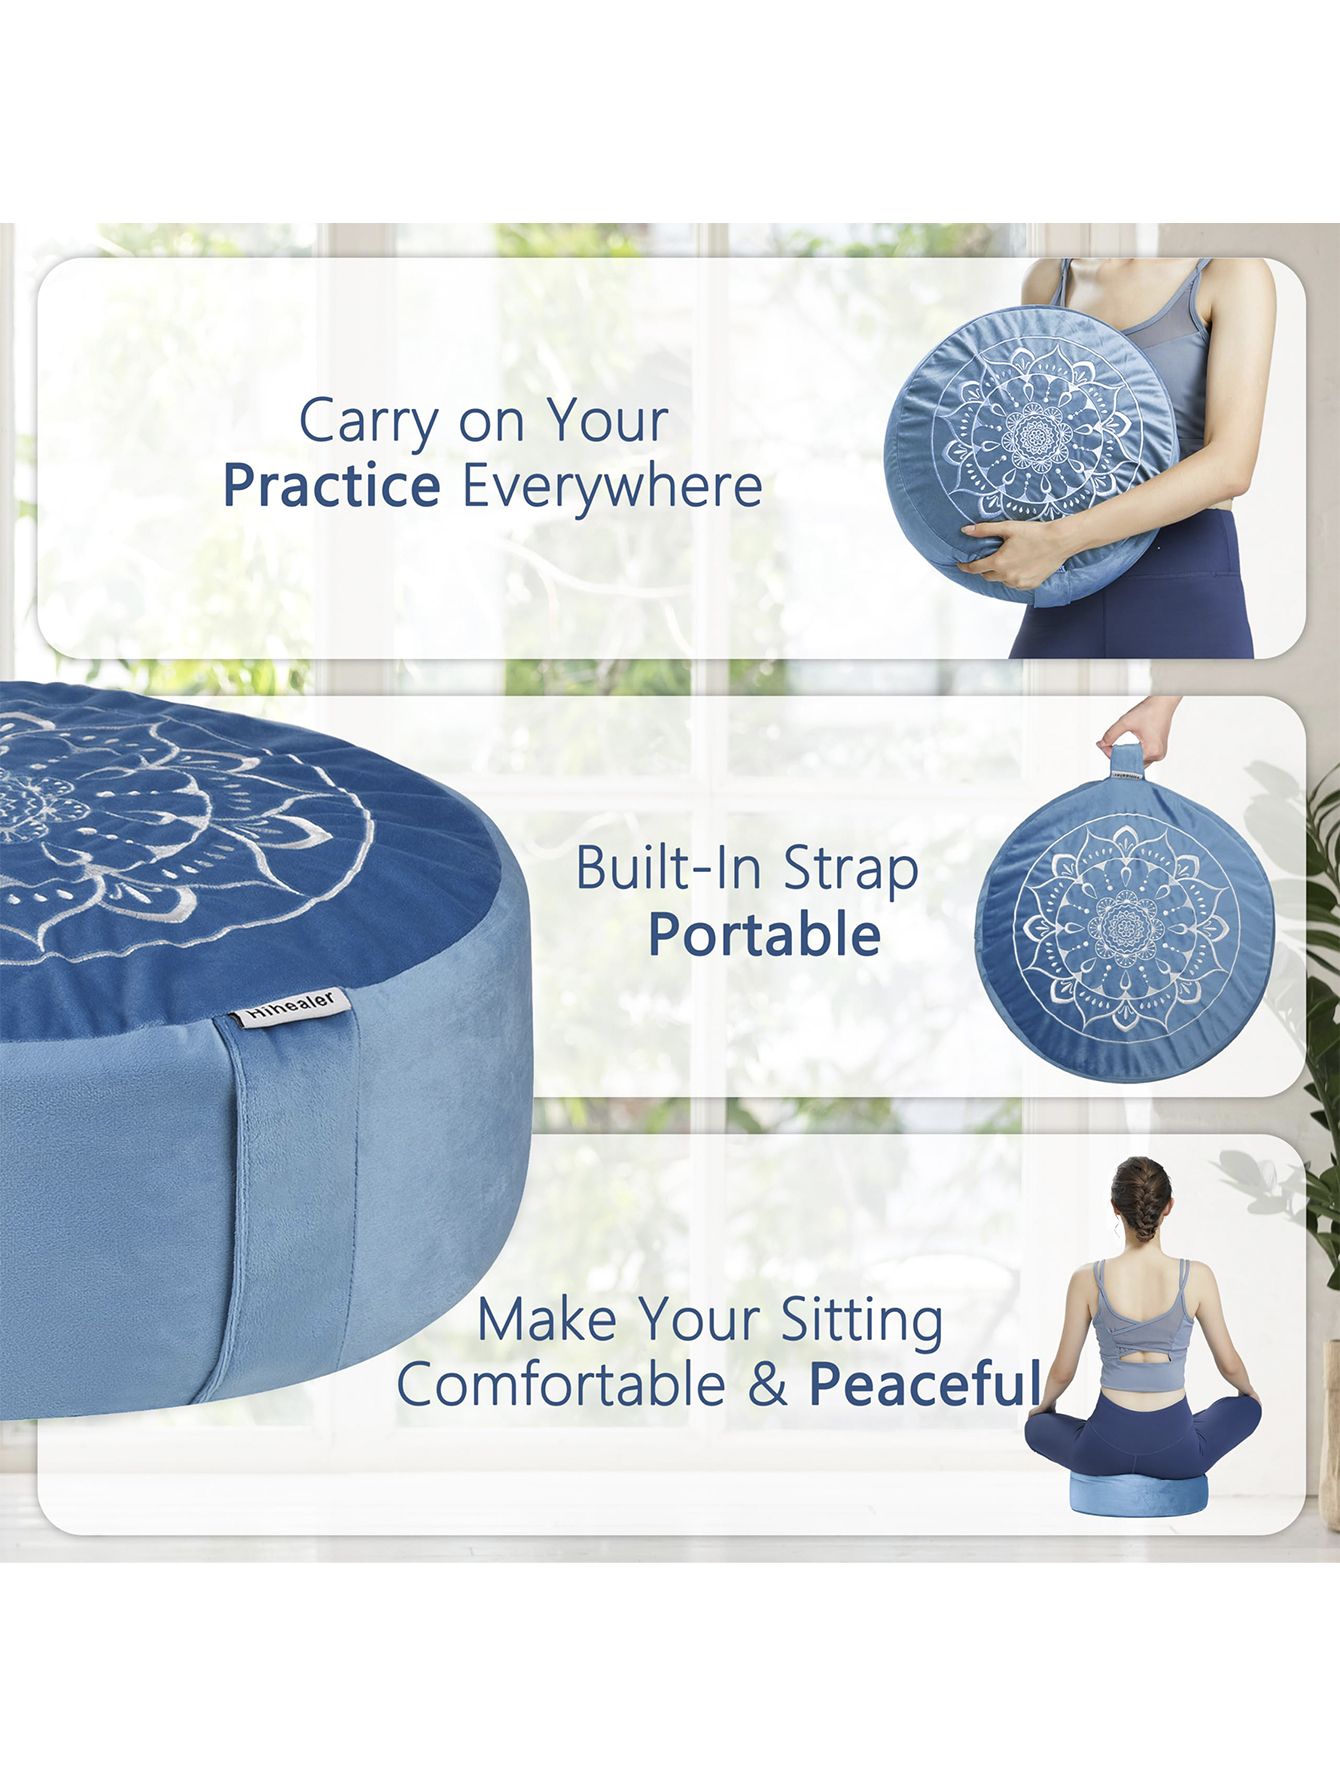 Carry on Your
Practice Everywhere
Built-In Strap
Portable
Hihealer
Make Your Sitting
Comfortable & Peaceful